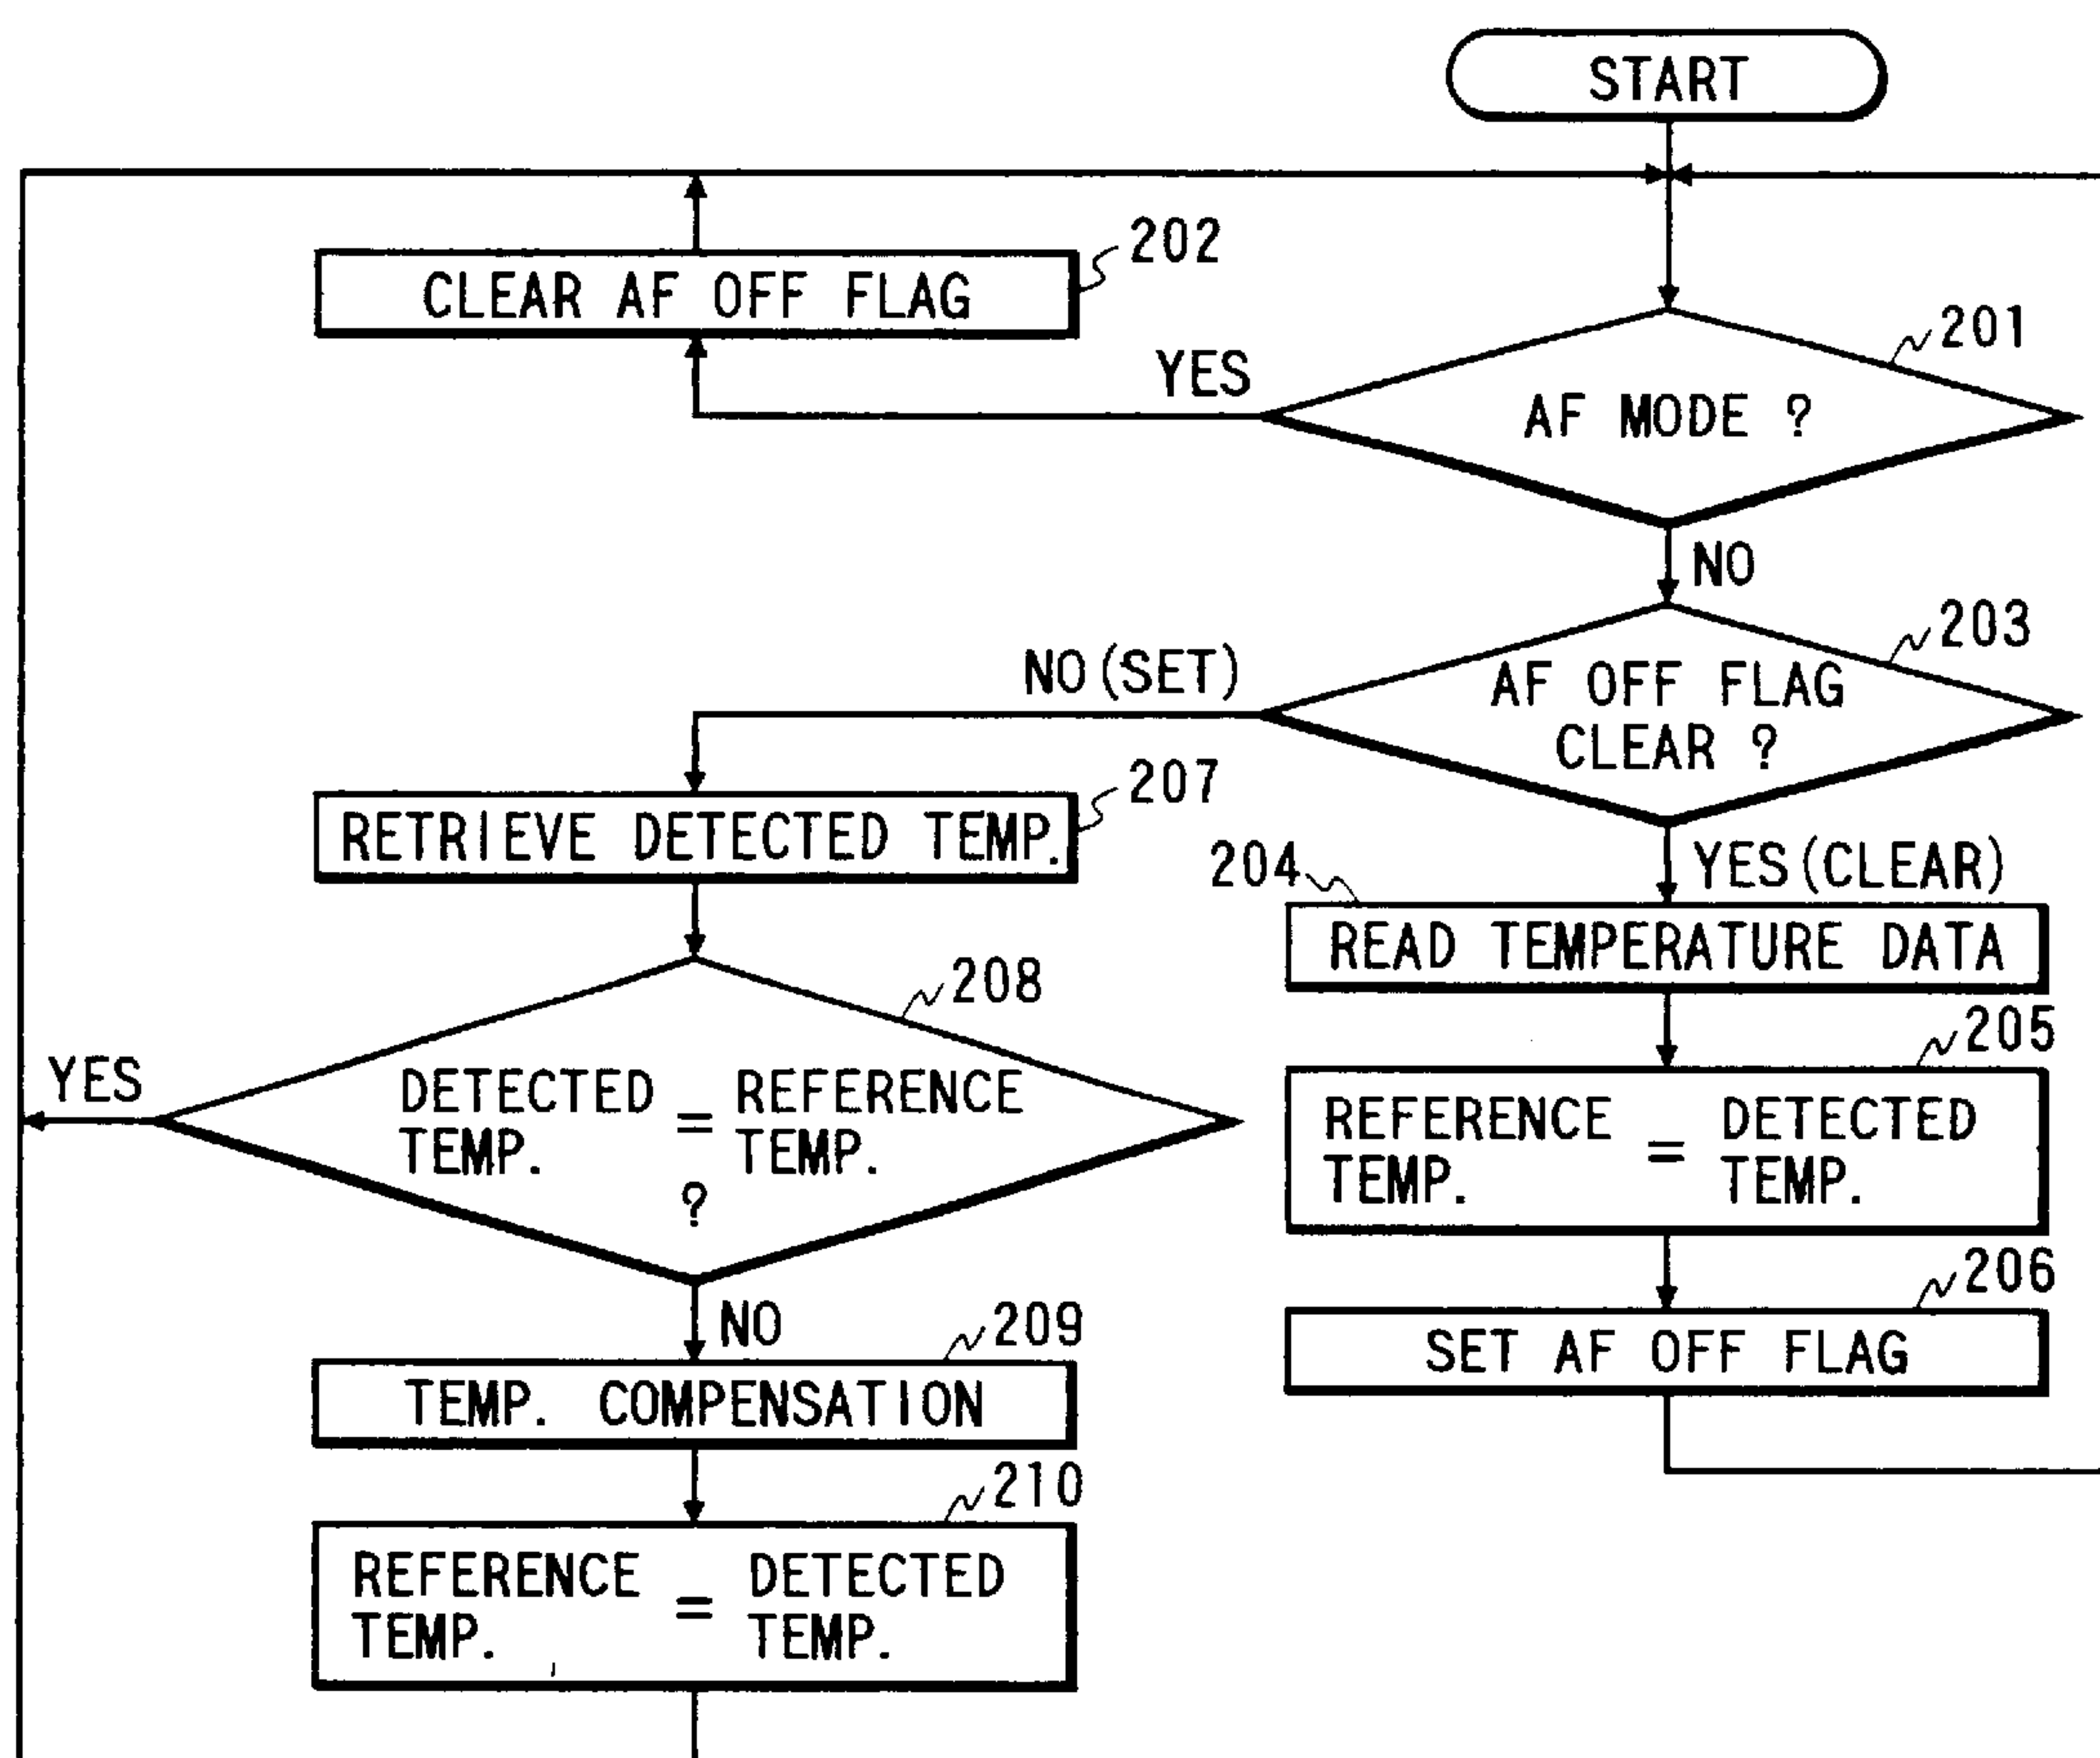 START
202
CLEAR AF OFF FLAG
201
YES
AF MODE ?
NO
203
NO(SET)
AF OFF FLAG
CLEAR ?
207
RETRIEVE DETECTED TEMP.
YES(CLEAR)
204
READ TEMPERATURE DATA
208
205
YES
DETECTED = REFERENCE
TEMP. TEMP.
?
REFERENCE = DETECTED
TEMP. TEMP.
206
NO
SET AF OFF FLAG
209
TEMP. COMPENSATION
210
REFERENCE = DETECTED
TEMP. TEMP.